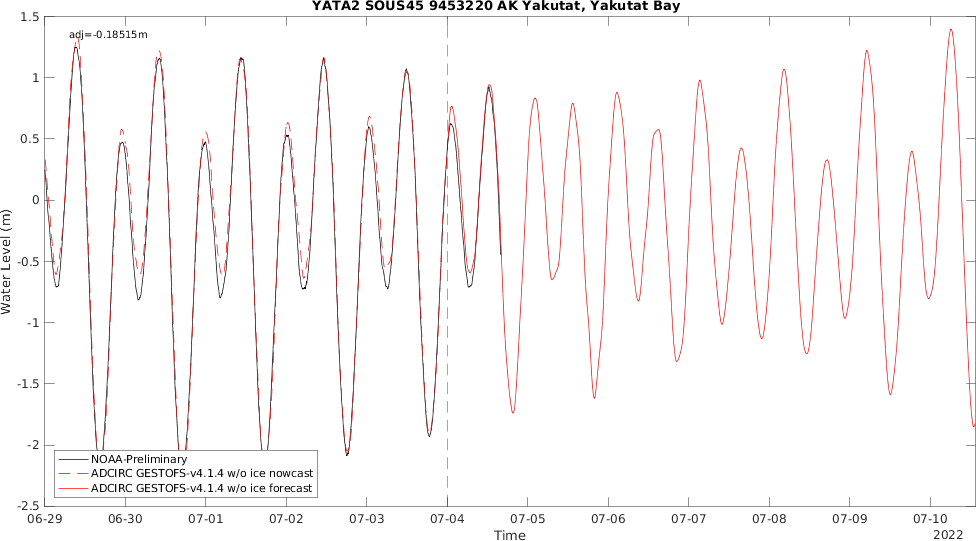 YATA2 SOUS45 9453220 AK Yakutat, Yakutat Bay
adj=-0.18515m
1.5
1
0.5
0
-0.5
-1
-1.5
-2
-2.5
Water Level (m)
NOAA-Preliminary
ADCIRC GESTOFS-v4.1.4 w/o ice nowcast
ADCIRC GESTOFS-v4.1.4 w/o ice forecast
06-29 06-30 07-01 07-02 07-03 07-04 07-05 07-06 07-07 07-08 07-09 07-10
Time
2022